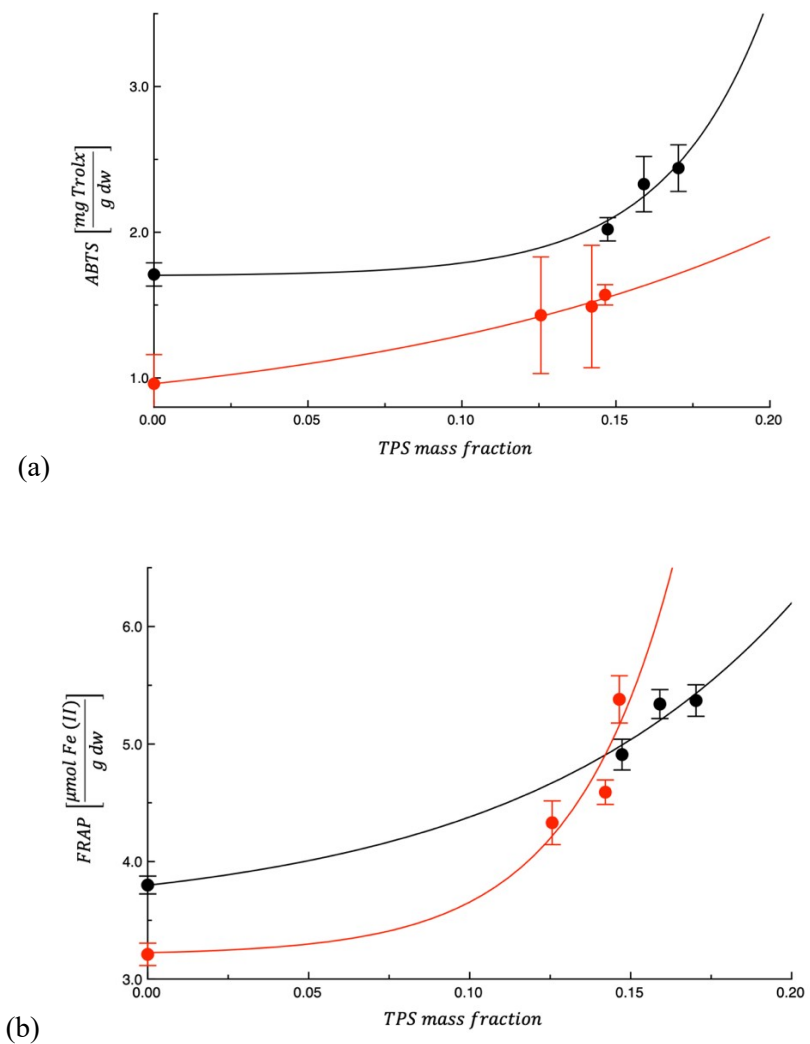 3.0
2.0
1.0
ABTS [mg Trolx / g dw]
0.00 0.05 0.10 0.15 0.20
TPS mass fraction
(a)
6.0
5.0
4.0
3.0
FRAP [μmol Fe (II) / g dw]
0.00 0.05 0.10 0.15 0.20
TPS mass fraction
(b)